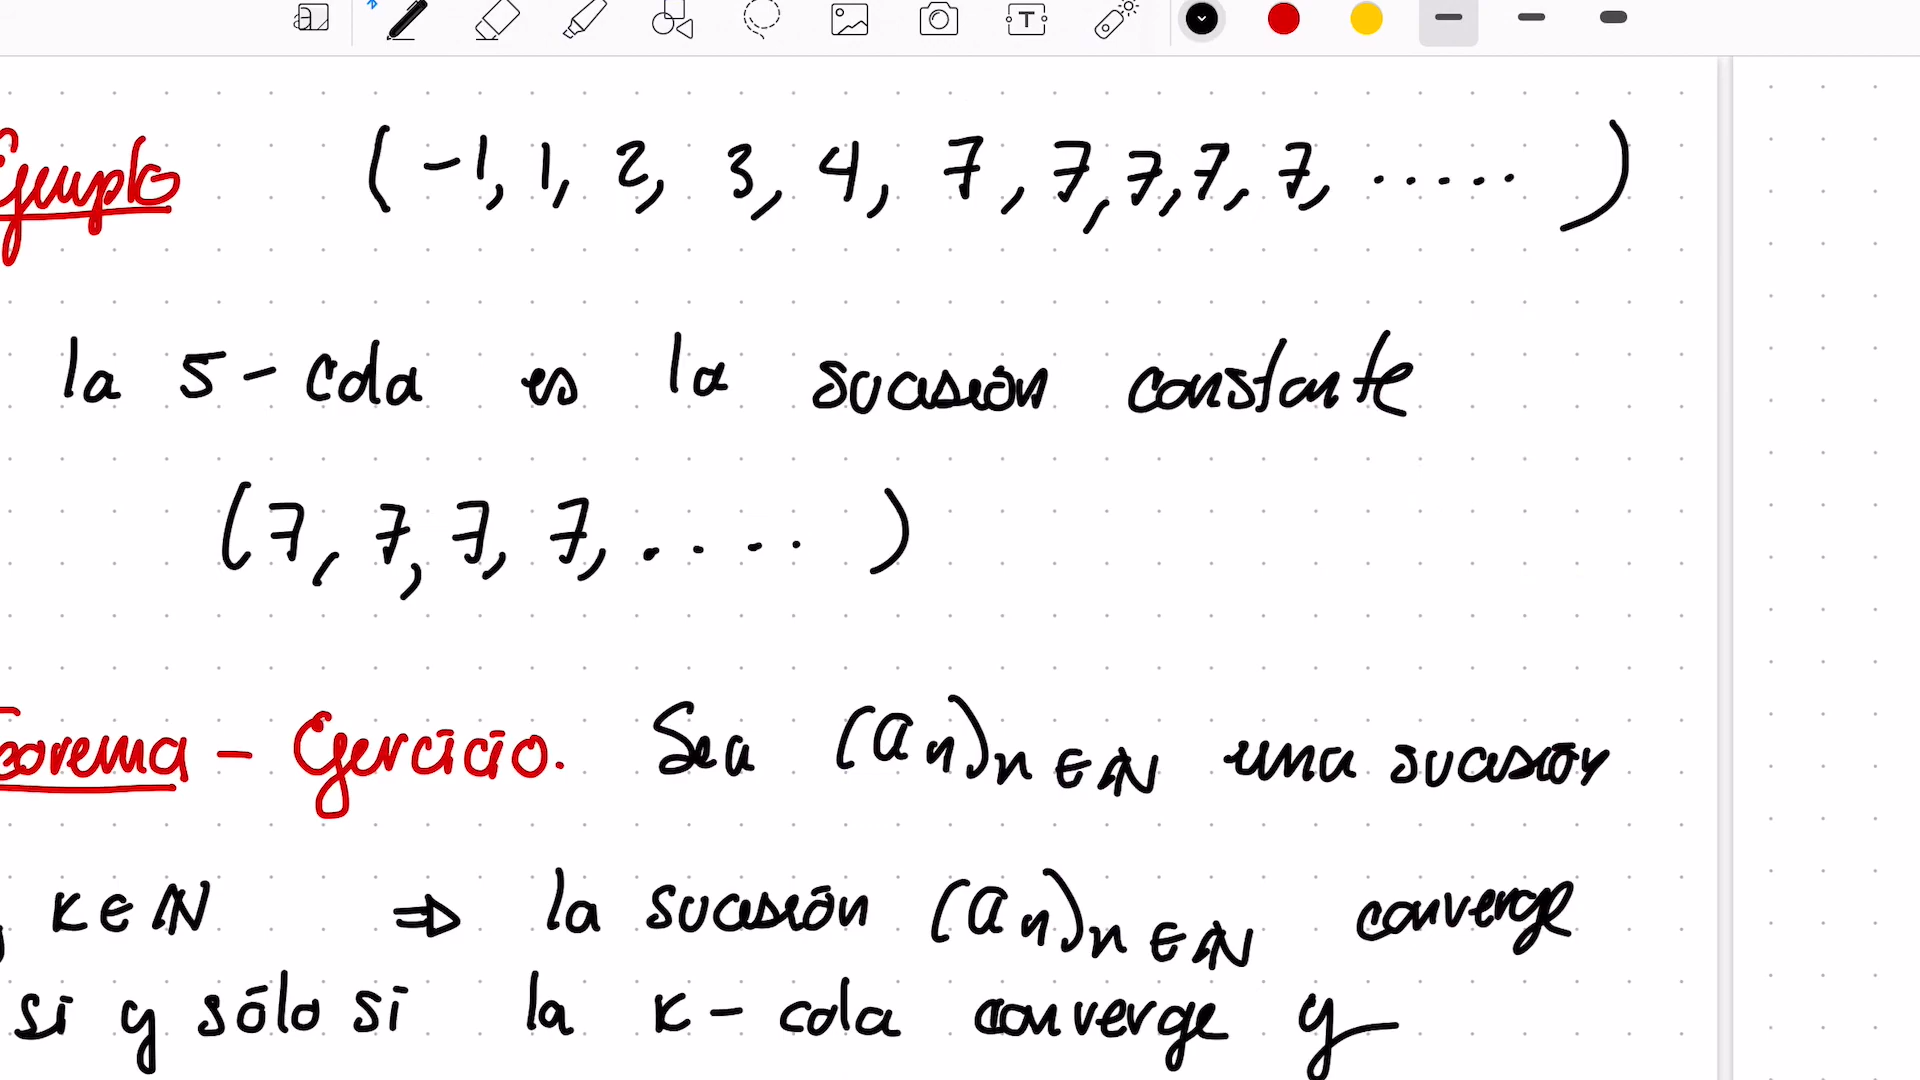 Ejemplo (-1, 1, 2, 3, 4, 7, 7, 7, 7, 7, ..... )
la 5-cola es la sucesión constante
(7, 7, 7, 7, ..... )
Teorema - Ejercicio. Sea (an)n∈ℕ una sucesión
y K∈ℕ ⇒ la sucesión (an)n∈ℕ converge
si y sólo si la K-cola converge y